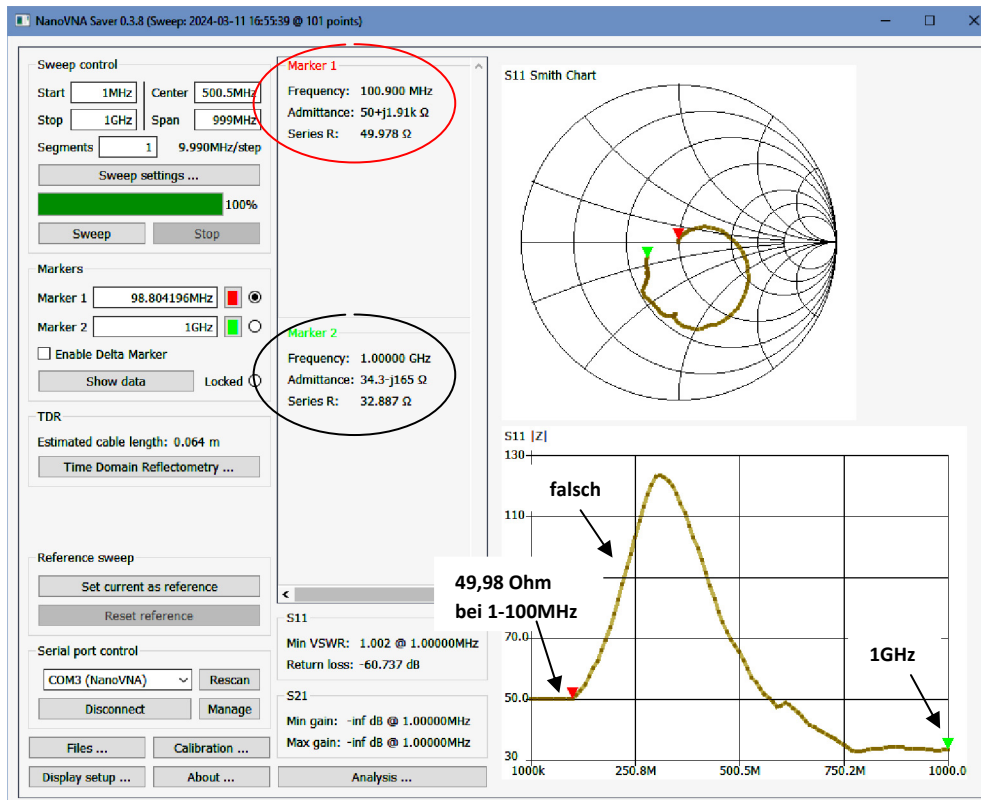 NanoVNA Saver 0.3.8 (Sweep: 2024-03-11 16:55:39 @ 101 points)
Sweep control
Start 1MHz Center 500.5MHz
Stop 1GHz Span 999MHz
Segments 1 9.990MHz/step
Sweep settings ...
100%
Sweep Stop
Markers
Marker 1 98.804196MHz
Marker 2 1GHz
Enable Delta Marker
Show data Locked
TDR
Estimated cable length: 0.064 m
Time Domain Reflectometry ...
Reference sweep
Set current as reference
Reset reference
Serial port control
COM3 (NanoVNA) Rescan
Disconnect Manage
Files ... Calibration ...
Display setup ... About ...
Marker 1
Frequency: 100.900 MHz
Admittance: 50+j1.91k Ω
Series R: 49.978 Ω
Marker 2
Frequency: 1.00000 GHz
Admittance: 34.3-j165 Ω
Series R: 32.887 Ω
S11
Min VSWR: 1.002 @ 1.00000MHz
Return loss: -60.737 dB
S21
Min gain: -inf dB @ 1.00000MHz
Max gain: -inf dB @ 1.00000MHz
Analysis ...
S11 Smith Chart
S11 |Z|
130
110
70.0
50.0
30
1000k 250.8M 500.5M 750.2M 1000.0
falsch
49,98 Ohm
bei 1-100MHz
1GHz